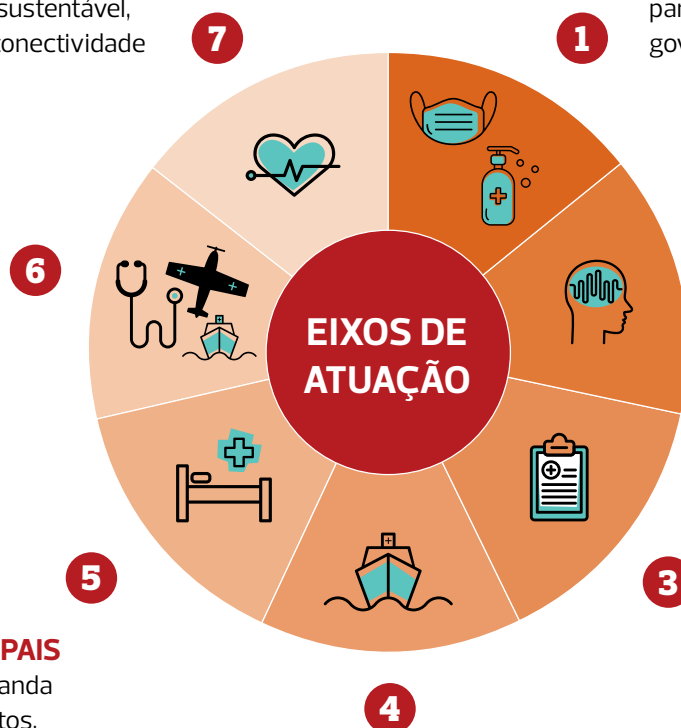 sustentável,
onectividade
7
1
par
gov
6
EIXOS DE
ATUAÇÃO
5
3
PAIS
anda
tos.
4